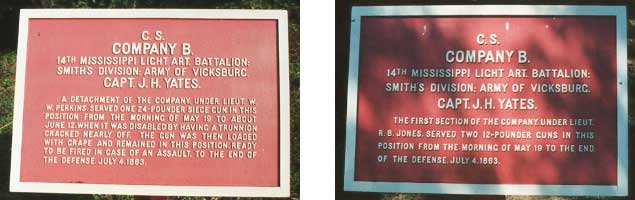 C.S.
COMPANY B.
14TH MISSISSIPPI LIGHT ART. BATTALION:
SMITH'S DIVISION: ARMY OF VICKSBURG.
CAPT. J. H. YATES.
A DETACHMENT OF THE COMPANY, UNDER LIEUT. W.
W. PERKINS, SERVED ONE 24-POUNDER SIEGE GUN IN THIS
POSITION FROM THE MORNING OF MAY 19 TO ABOUT
JUNE 12, WHEN IT WAS DISABLED BY HAVING A TRUNNION
CRACKED NEARLY OFF. THE GUN WAS THEN LOADED
WITH GRAPE AND REMAINED IN THIS POSITION, READY
TO BE FIRED IN CASE OF AN ASSAULT, TO THE END OF
THE DEFENSE, JULY 4, 1863.
C.S.
COMPANY B.
14TH MISSISSIPPI LIGHT ART. BATTALION:
SMITH'S DIVISION: ARMY OF VICKSBURG.
CAPT. J. H. YATES.
THE FIRST SECTION OF THE COMPANY, UNDER LIEUT.
R. B. JONES, SERVED TWO 12-POUNDER GUNS IN THIS
POSITION FROM THE MORNING OF MAY 19 TO THE END
OF THE DEFENSE, JULY 4, 1863.